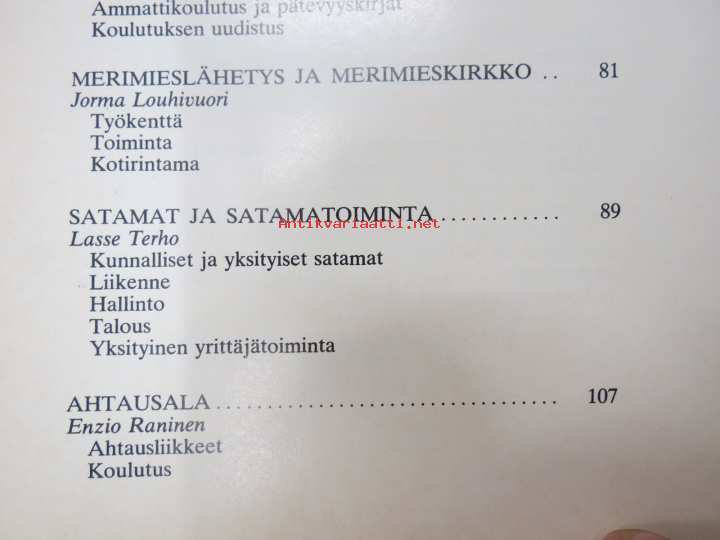 Ammattikoulutus ja pätevyyskirjat
Koulutuksen uudistus
MERIMIESLÄHETYS JA MERIMIESKIRKKO .. 81
Jorma Louhivuori
Työkenttä
Toiminta
Kotirintama
SATAMAT JA SATAMATOIMINTA ............ 89
Antikvariaatti.net
Lasse Terho
Kunnalliset ja yksityiset satamat
Liikenne
Hallinto
Talous
Yksityinen yrittäjätoiminta
AHTAUSALA .................................. 107
Enzio Raninen
Ahtausliikkeet
Koulutus